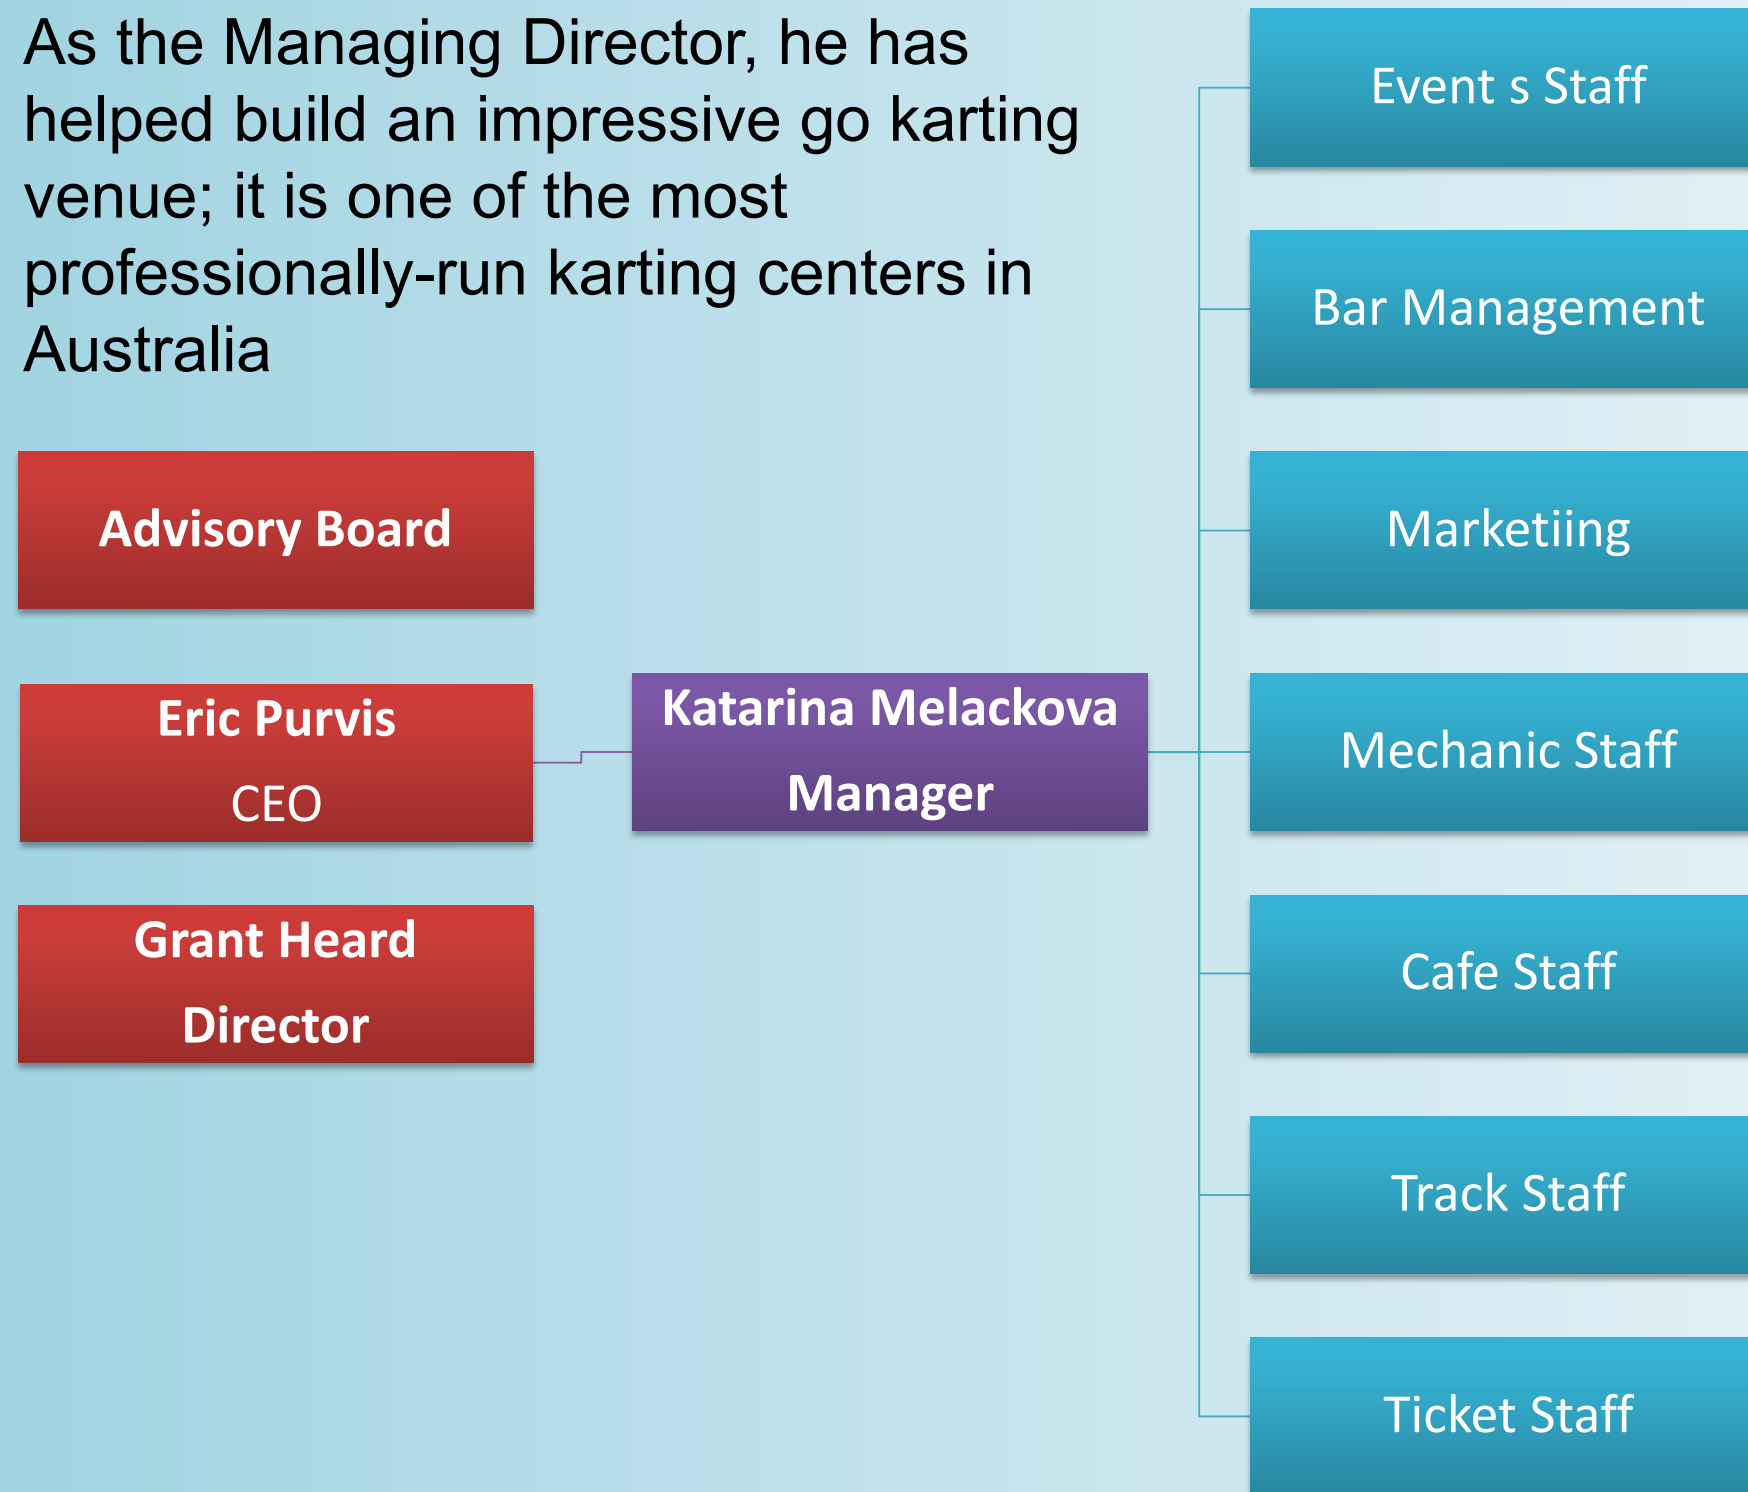 As the Managing Director, he has
helped build an impressive go karting
venue; it is one of the most
professionally-run karting centers in
Australia
Advisory Board
Eric Purvis
CEO
Grant Heard
Director
Katarina Melackova
Manager
Event s Staff
Bar Management
Marketiing
Mechanic Staff
Cafe Staff
Track Staff
Ticket Staff